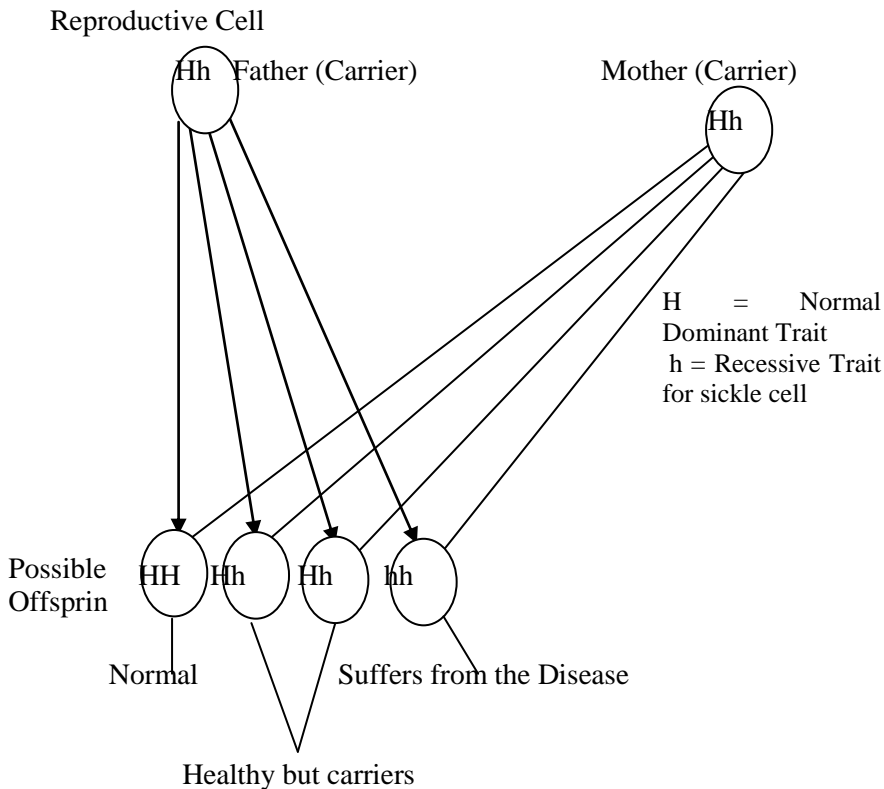 Reproductive Cell
Hh Father (Carrier)
Mother (Carrier)
Hh
H = Normal
Dominant Trait
h = Recessive Trait
for sickle cell
Possible
Offsprin
HH Hh Hh hh
Normal
Suffers from the Disease
Healthy but carriers